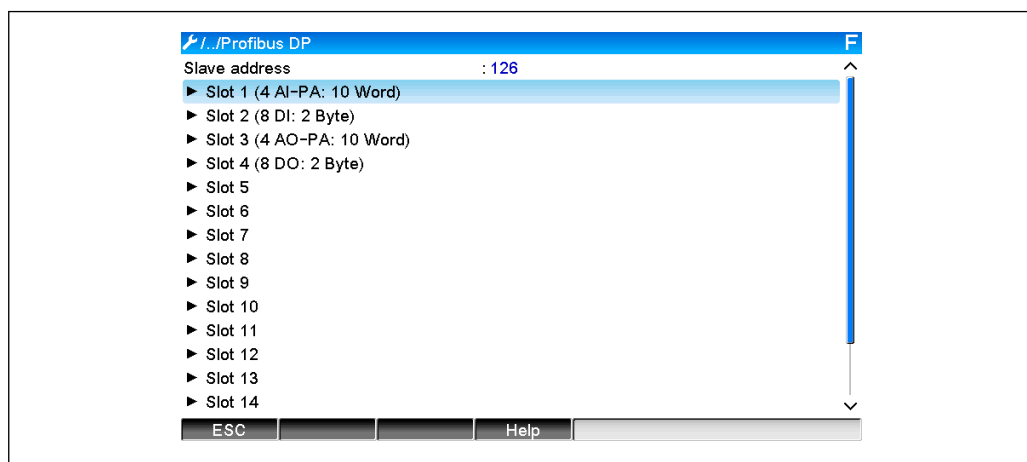 /../Profibus DP F
Slave address : 126
► Slot 1 (4 AI-PA: 10 Word)
► Slot 2 (8 DI: 2 Byte)
► Slot 3 (4 AO-PA: 10 Word)
► Slot 4 (8 DO: 2 Byte)
► Slot 5
► Slot 6
► Slot 7
► Slot 8
► Slot 9
► Slot 10
► Slot 11
► Slot 12
► Slot 13
► Slot 14
ESC Help